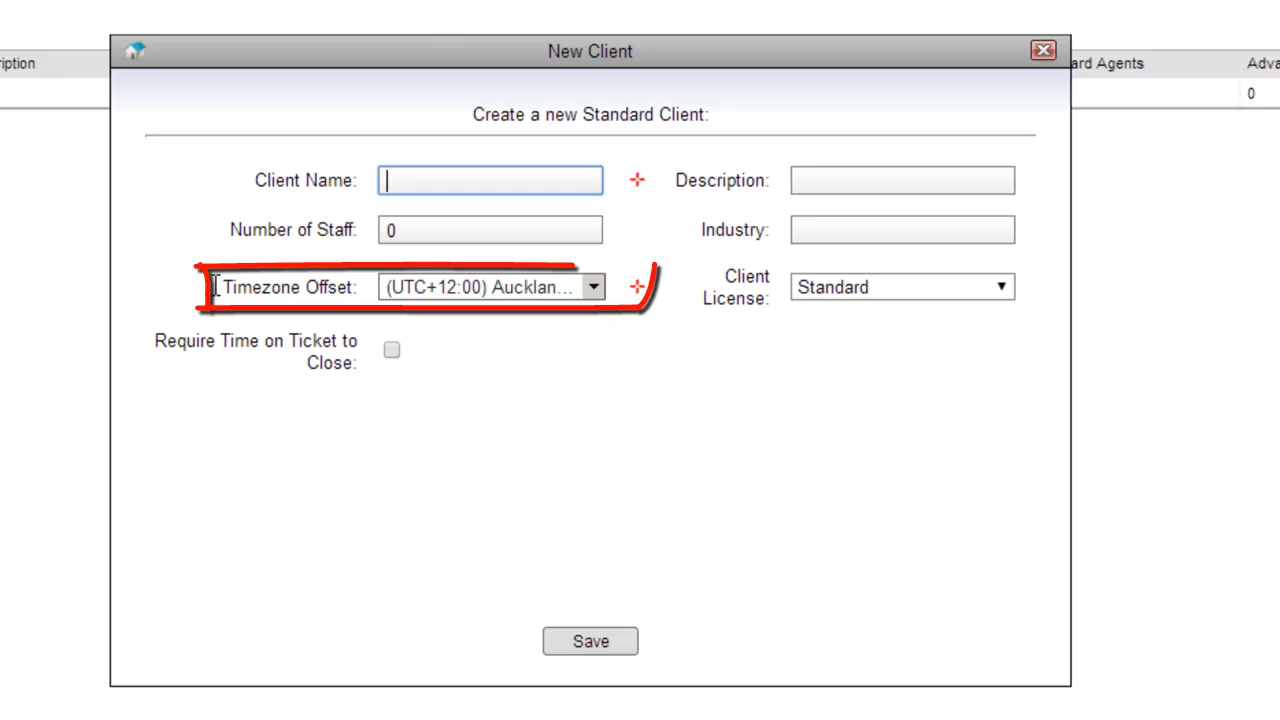 New Client
ription
ard Agents
Adva
0
Create a new Standard Client:
Client Name:
Description:
Number of Staff: 0
Industry:
Timezone Offset: (UTC+12:00) Aucklan...
Client License: Standard
Require Time on Ticket to
Close:
Save